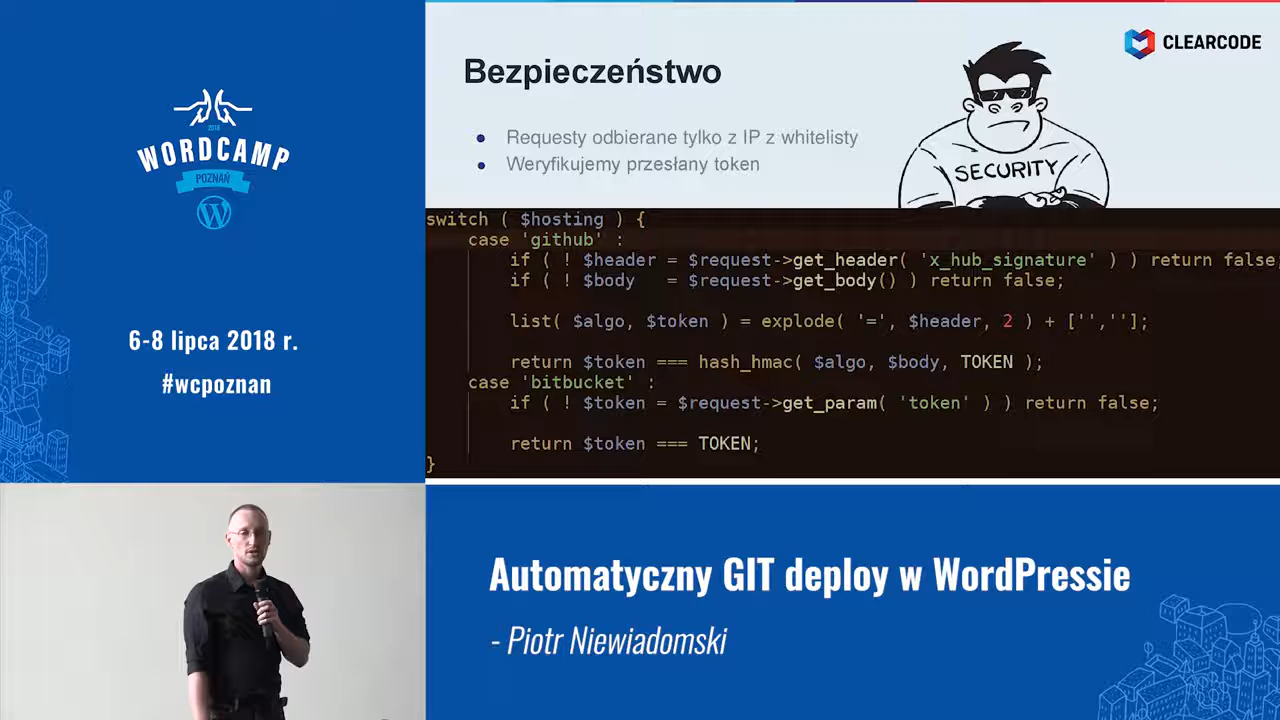 2018
WORDCAMP
POZNAŃ
6-8 lipca 2018 r.
#wcpoznan
CLEARCODE
Bezpieczeństwo
Requesty odbierane tylko z IP z whitelisty
Weryfikujemy przesłany token
SECURITY
switch ( $hosting ) {
case 'github' :
if ( ! $header = $request->get_header( 'x_hub_signature' ) ) return false;
if ( ! $body   = $request->get_body() ) return false;
list( $algo, $token ) = explode( '=', $header, 2 ) + ['',''];
return $token === hash_hmac( $algo, $body, TOKEN );
case 'bitbucket' :
if ( ! $token = $request->get_param( 'token' ) ) return false;
return $token === TOKEN;
}
Automatyczny GIT deploy w WordPressie
- Piotr Niewiadomski